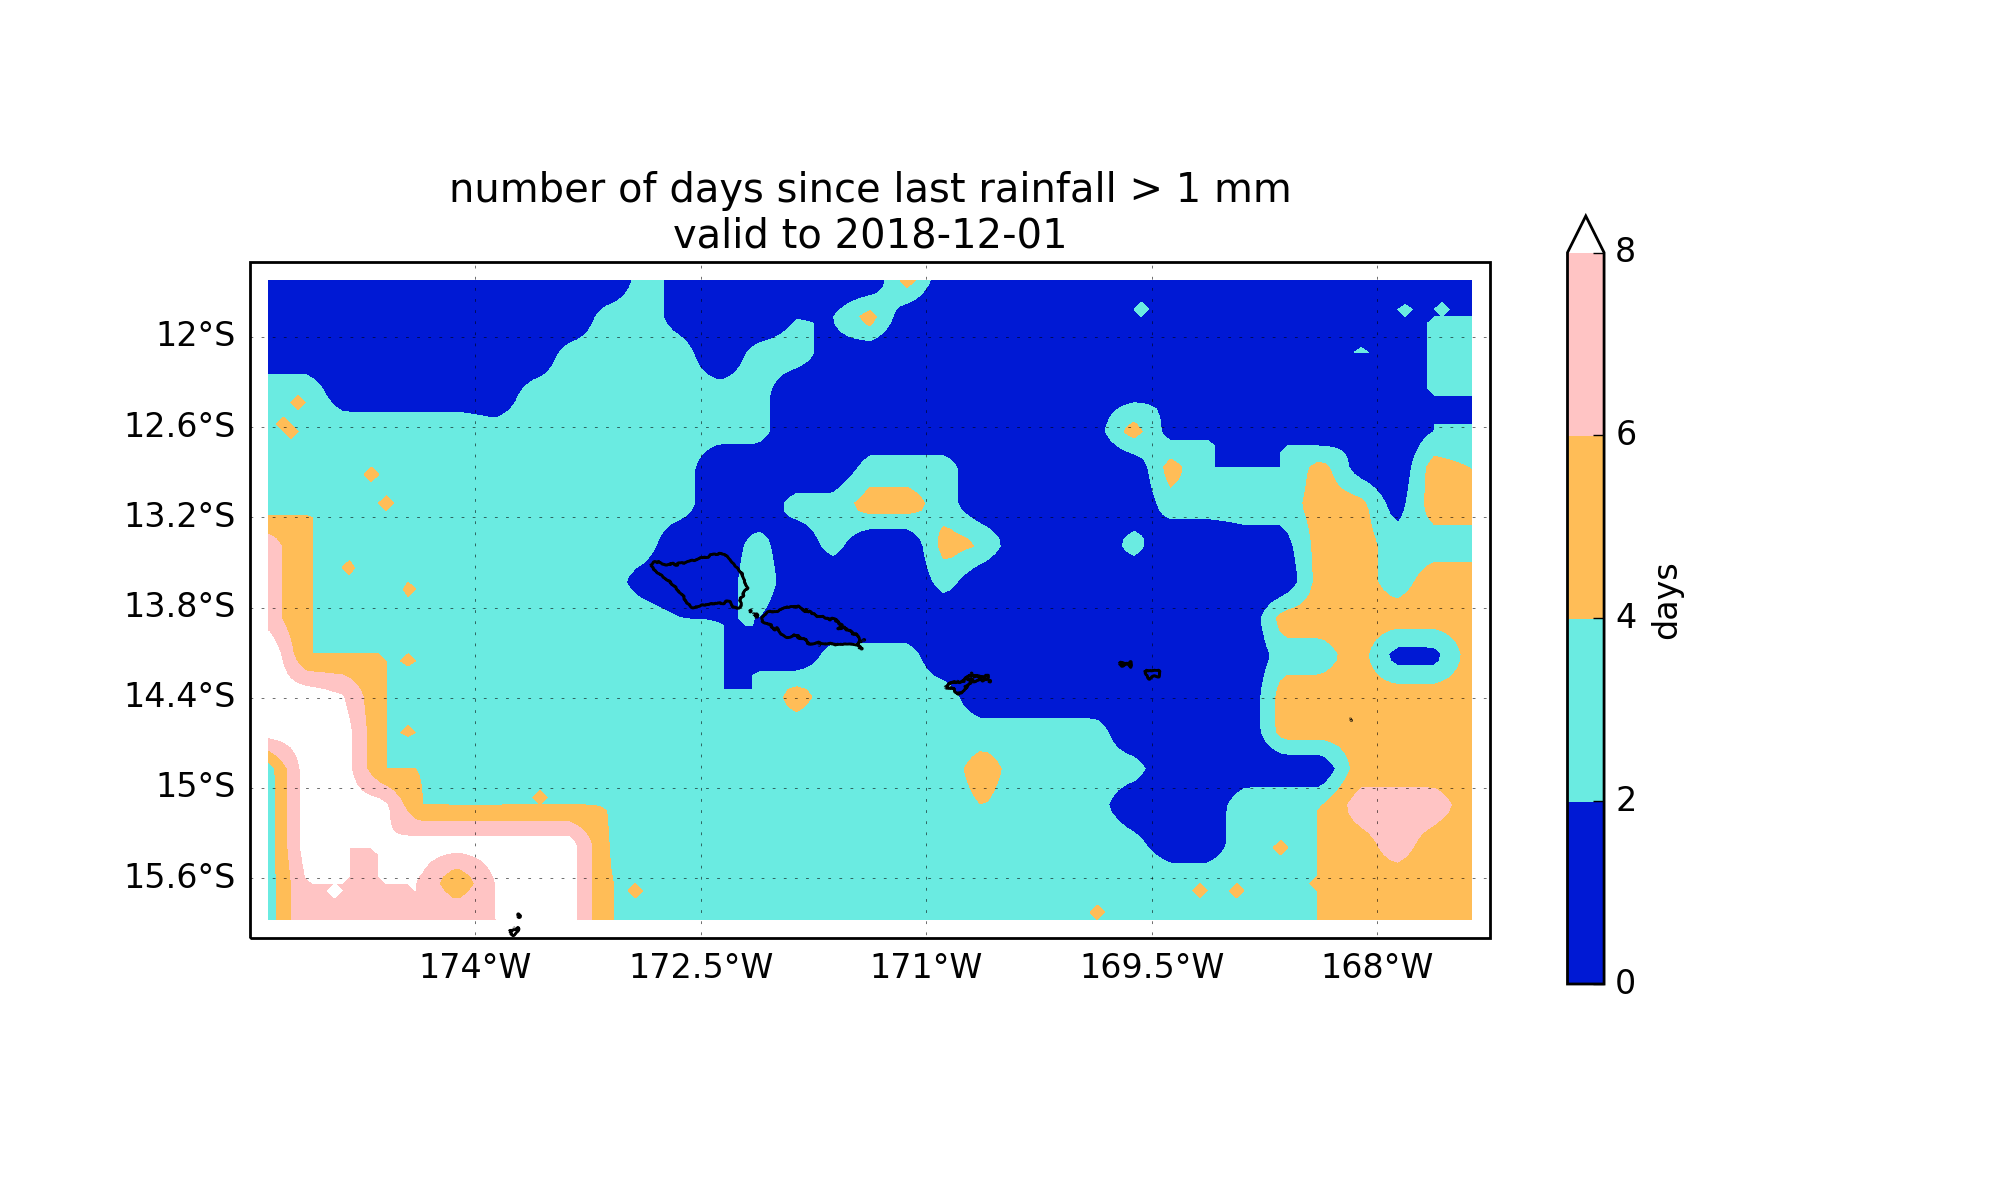 number of days since last rainfall > 1 mm
valid to 2018-12-01
12°S
12.6°S
13.2°S
13.8°S
14.4°S
15°S
15.6°S
174°W
172.5°W
171°W
169.5°W
168°W
8
6
4
2
0
days